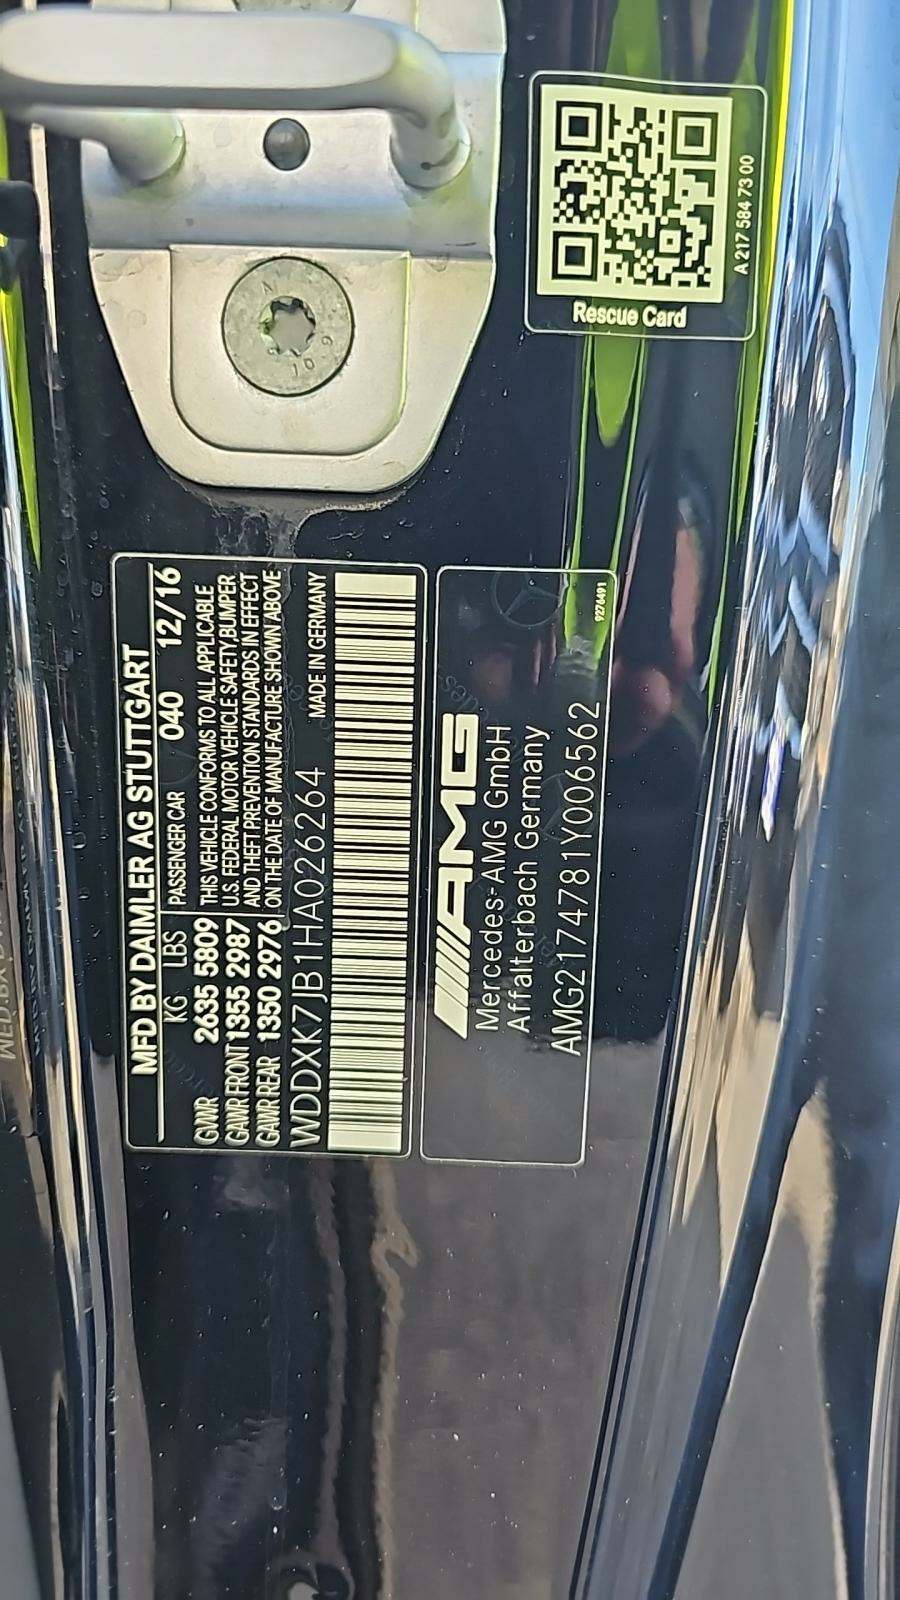 MFD BY DAIMLER AG STUTTGART
KG LBS PASSENGER CAR 040 12/16
GVWR 2635 5809 THIS VEHICLE CONFORMS TO ALL APPLICABLE
U.S. FEDERAL MOTOR VEHICLE SAFETY, BUMPER
GAWR FRONT 1355 2987 AND THEFT PREVENTION STANDARDS IN EFFECT
GAWR REAR 1350 2976 ON THE DATE OF MANUFACTURE SHOWN ABOVE
WDDXK7JB1HA026264 MADE IN GERMANY
AMG
Mercedes-AMG GmbH
Affalterbach Germany
AMG2174781Y006562
9276491
Rescue Card
A 217 584 73 00
10.9